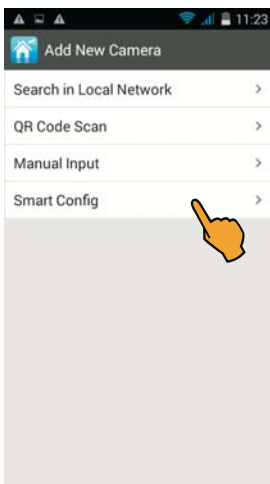 11:23
Add New Camera
Search in Local Network
QR Code Scan
Manual Input
Smart Config